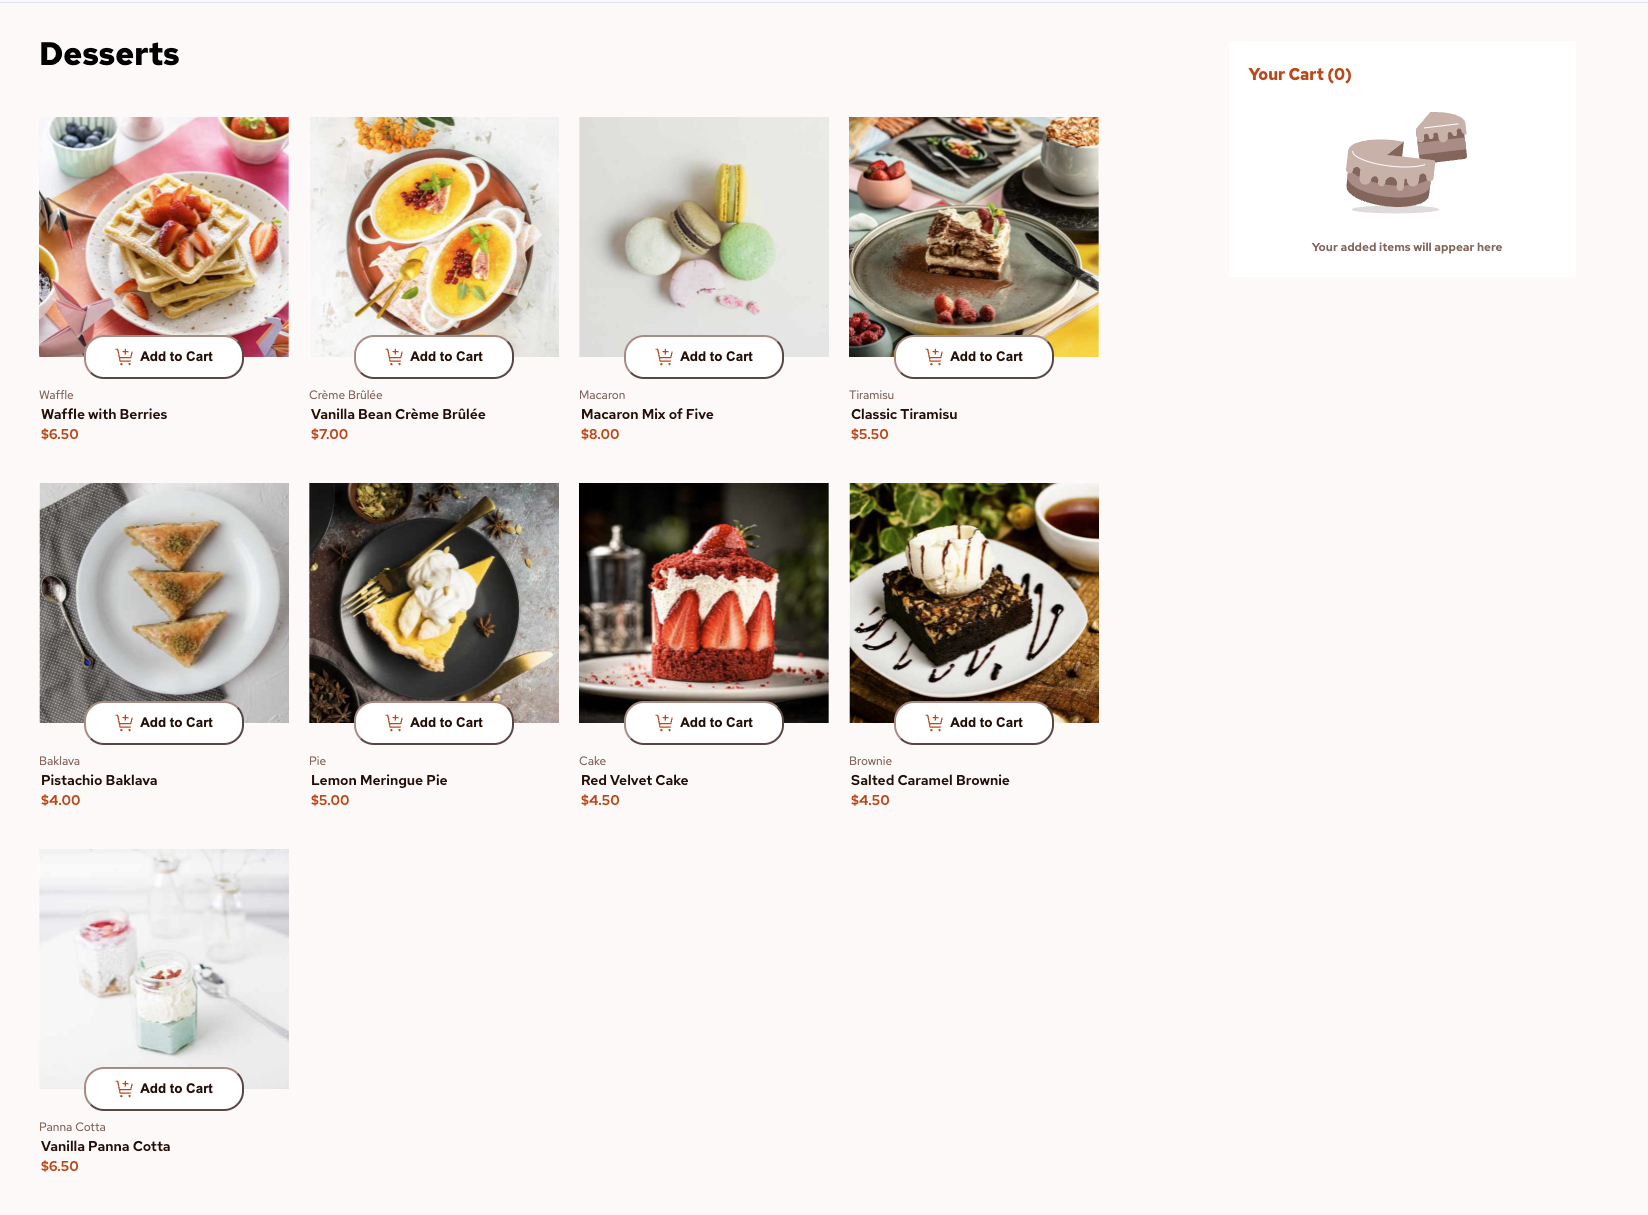 Desserts
Your Cart (0)
Your added items will appear here
Add to Cart
Add to Cart
Add to Cart
Add to Cart
Waffle
Waffle with Berries
$6.50
Crème Brûlée
Vanilla Bean Crème Brûlée
$7.00
Macaron
Macaron Mix of Five
$8.00
Tiramisu
Classic Tiramisu
$5.50
Add to Cart
Add to Cart
Add to Cart
Add to Cart
Baklava
Pistachio Baklava
$4.00
Pie
Lemon Meringue Pie
$5.00
Cake
Red Velvet Cake
$4.50
Brownie
Salted Caramel Brownie
$4.50
Add to Cart
Panna Cotta
Vanilla Panna Cotta
$6.50